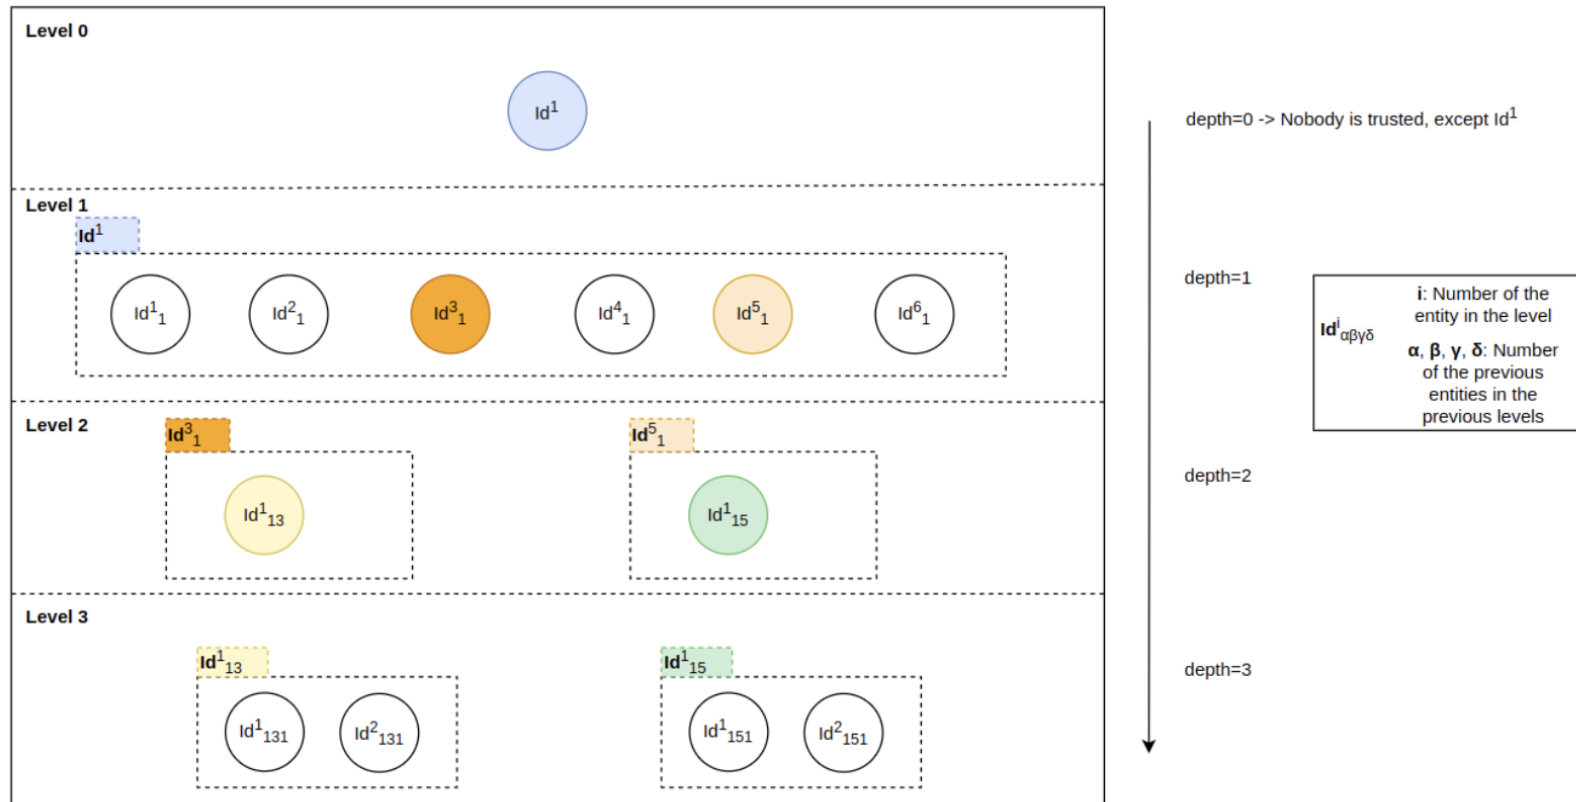 Level 0
Id¹
depth=0 -> Nobody is trusted, except Id¹
Level 1
Id¹
Id¹₁ Id²₁ Id³₁ Id⁴₁ Id⁵₁ Id⁶₁
depth=1
Id^i_αβγδ
i: Number of the
entity in the level
α, β, γ, δ: Number
of the previous
entities in the
previous levels
Level 2
Id³₁ Id⁵₁
Id¹₁₃ Id¹₁₅
depth=2
Level 3
Id¹₁₃ Id¹₁₅
Id¹₁₃₁ Id²₁₃₁ Id¹₁₅₁ Id²₁₅₁
depth=3